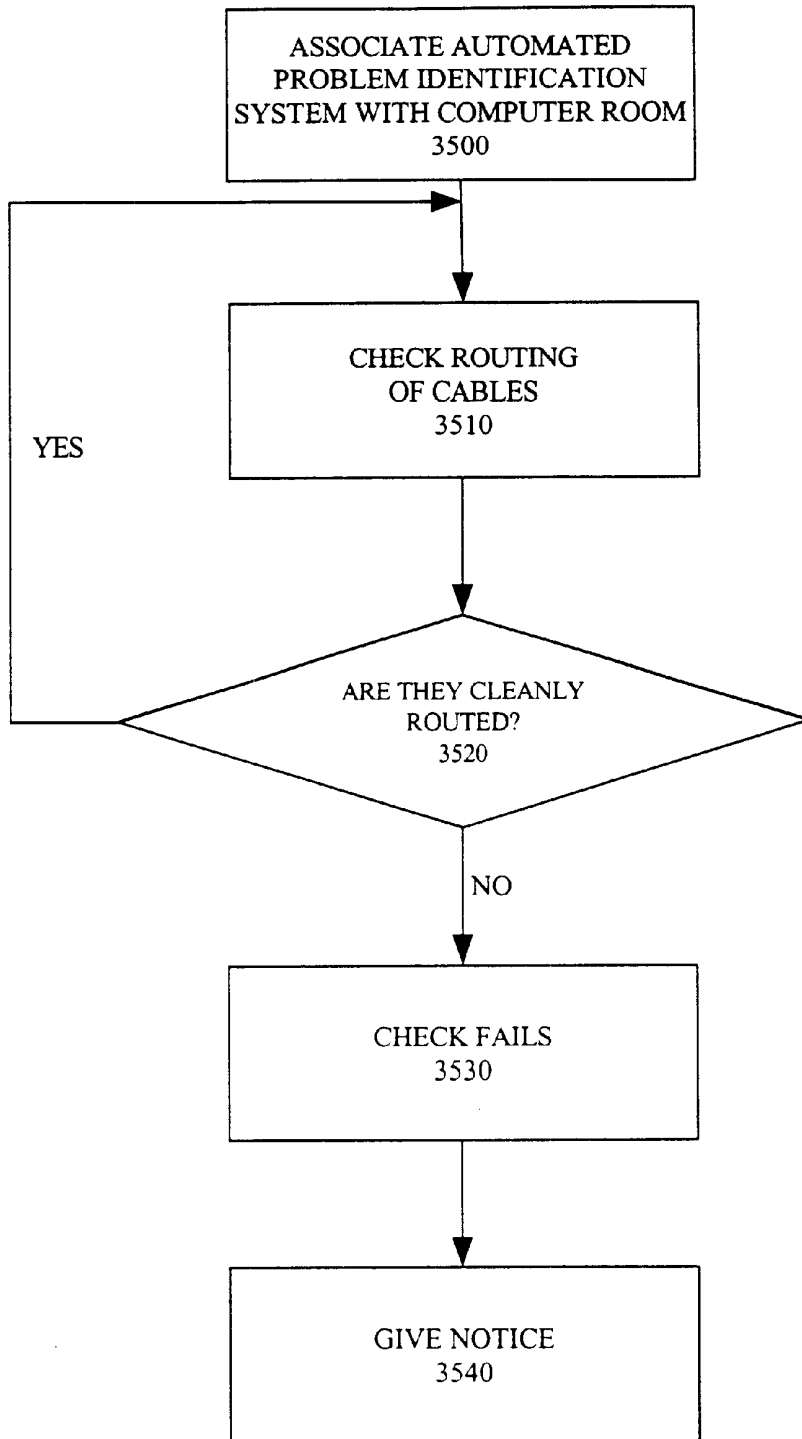 ASSOCIATE AUTOMATED
PROBLEM IDENTIFICATION
SYSTEM WITH COMPUTER ROOM
3500
CHECK ROUTING
OF CABLES
3510
YES
ARE THEY CLEANLY
ROUTED?
3520
NO
CHECK FAILS
3530
GIVE NOTICE
3540